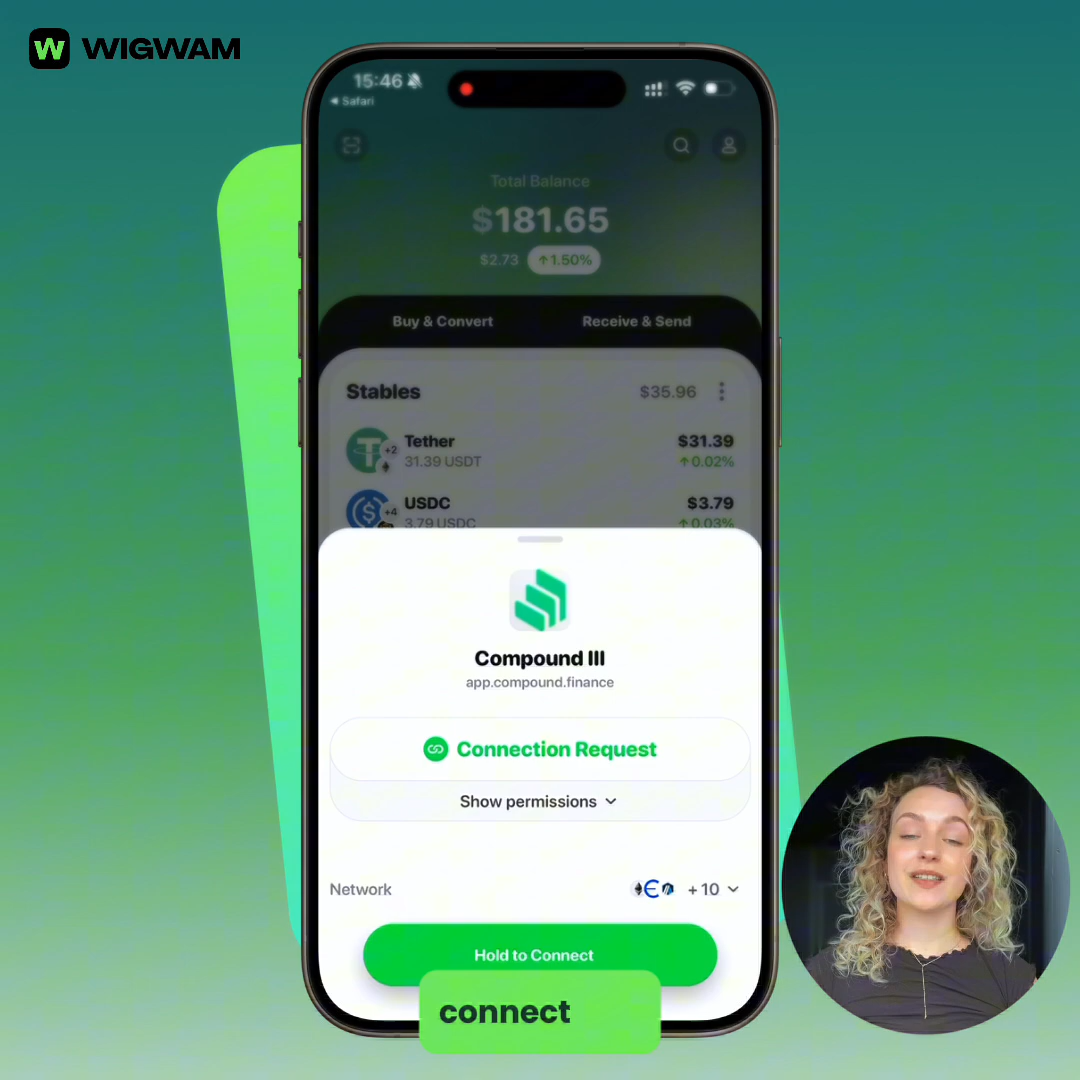 W WIGWAM
15:46
Safari
Total Balance
$181.65
$2.73 ↑1.50%
Buy & Convert Receive & Send
Stables $35.96
Tether $31.39
+2
31.39 USDT ↑0.02%
USDC $3.79
+4
3.79 USDC ↑0.03%
Compound III
app.compound.finance
Connection Request
Show permissions
Network +10
Hold to Connect
connect